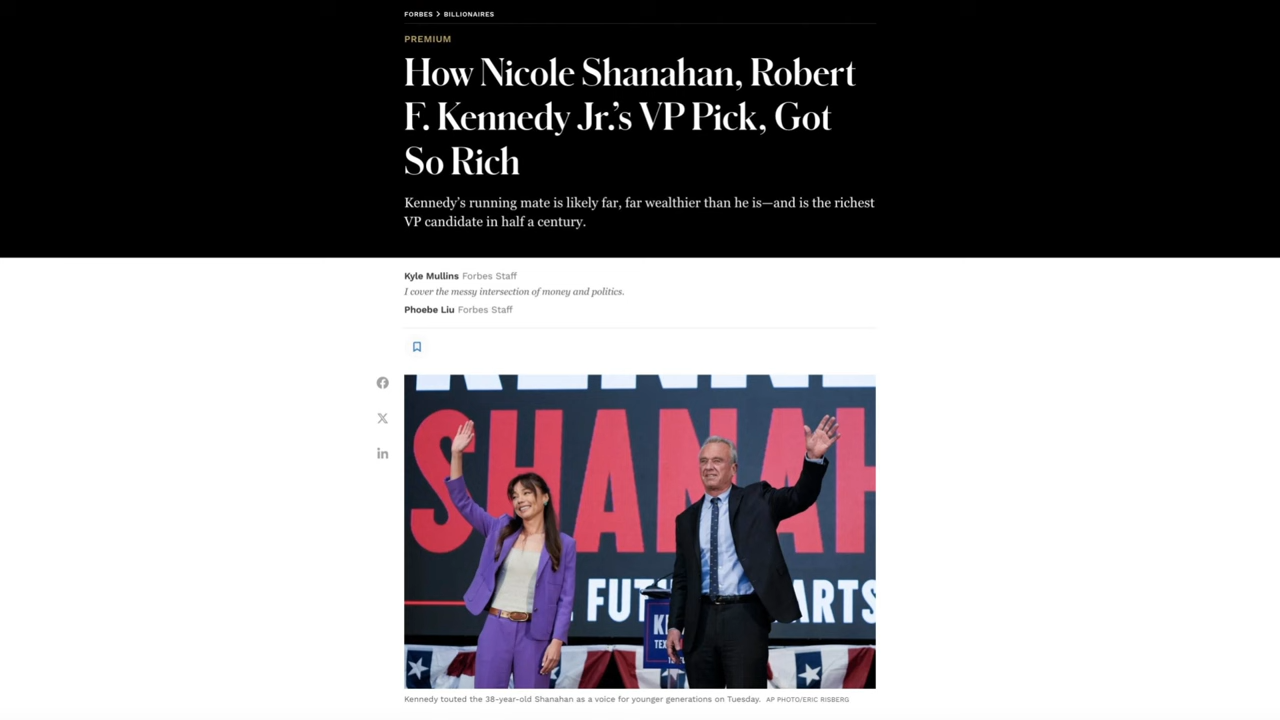 FORBES > BILLIONAIRES
PREMIUM
How Nicole Shanahan, Robert
F. Kennedy Jr.'s VP Pick, Got
So Rich
Kennedy’s running mate is likely far, far wealthier than he is—and is the richest
VP candidate in half a century.
Kyle Mullins Forbes Staff
I cover the messy intersection of money and politics.
Phoebe Liu Forbes Staff
SHANAH
FUT
ARTS
KE
TEX
Kennedy touted the 38-year-old Shanahan as a voice for younger generations on Tuesday. AP PHOTO/ERIC RISBERG